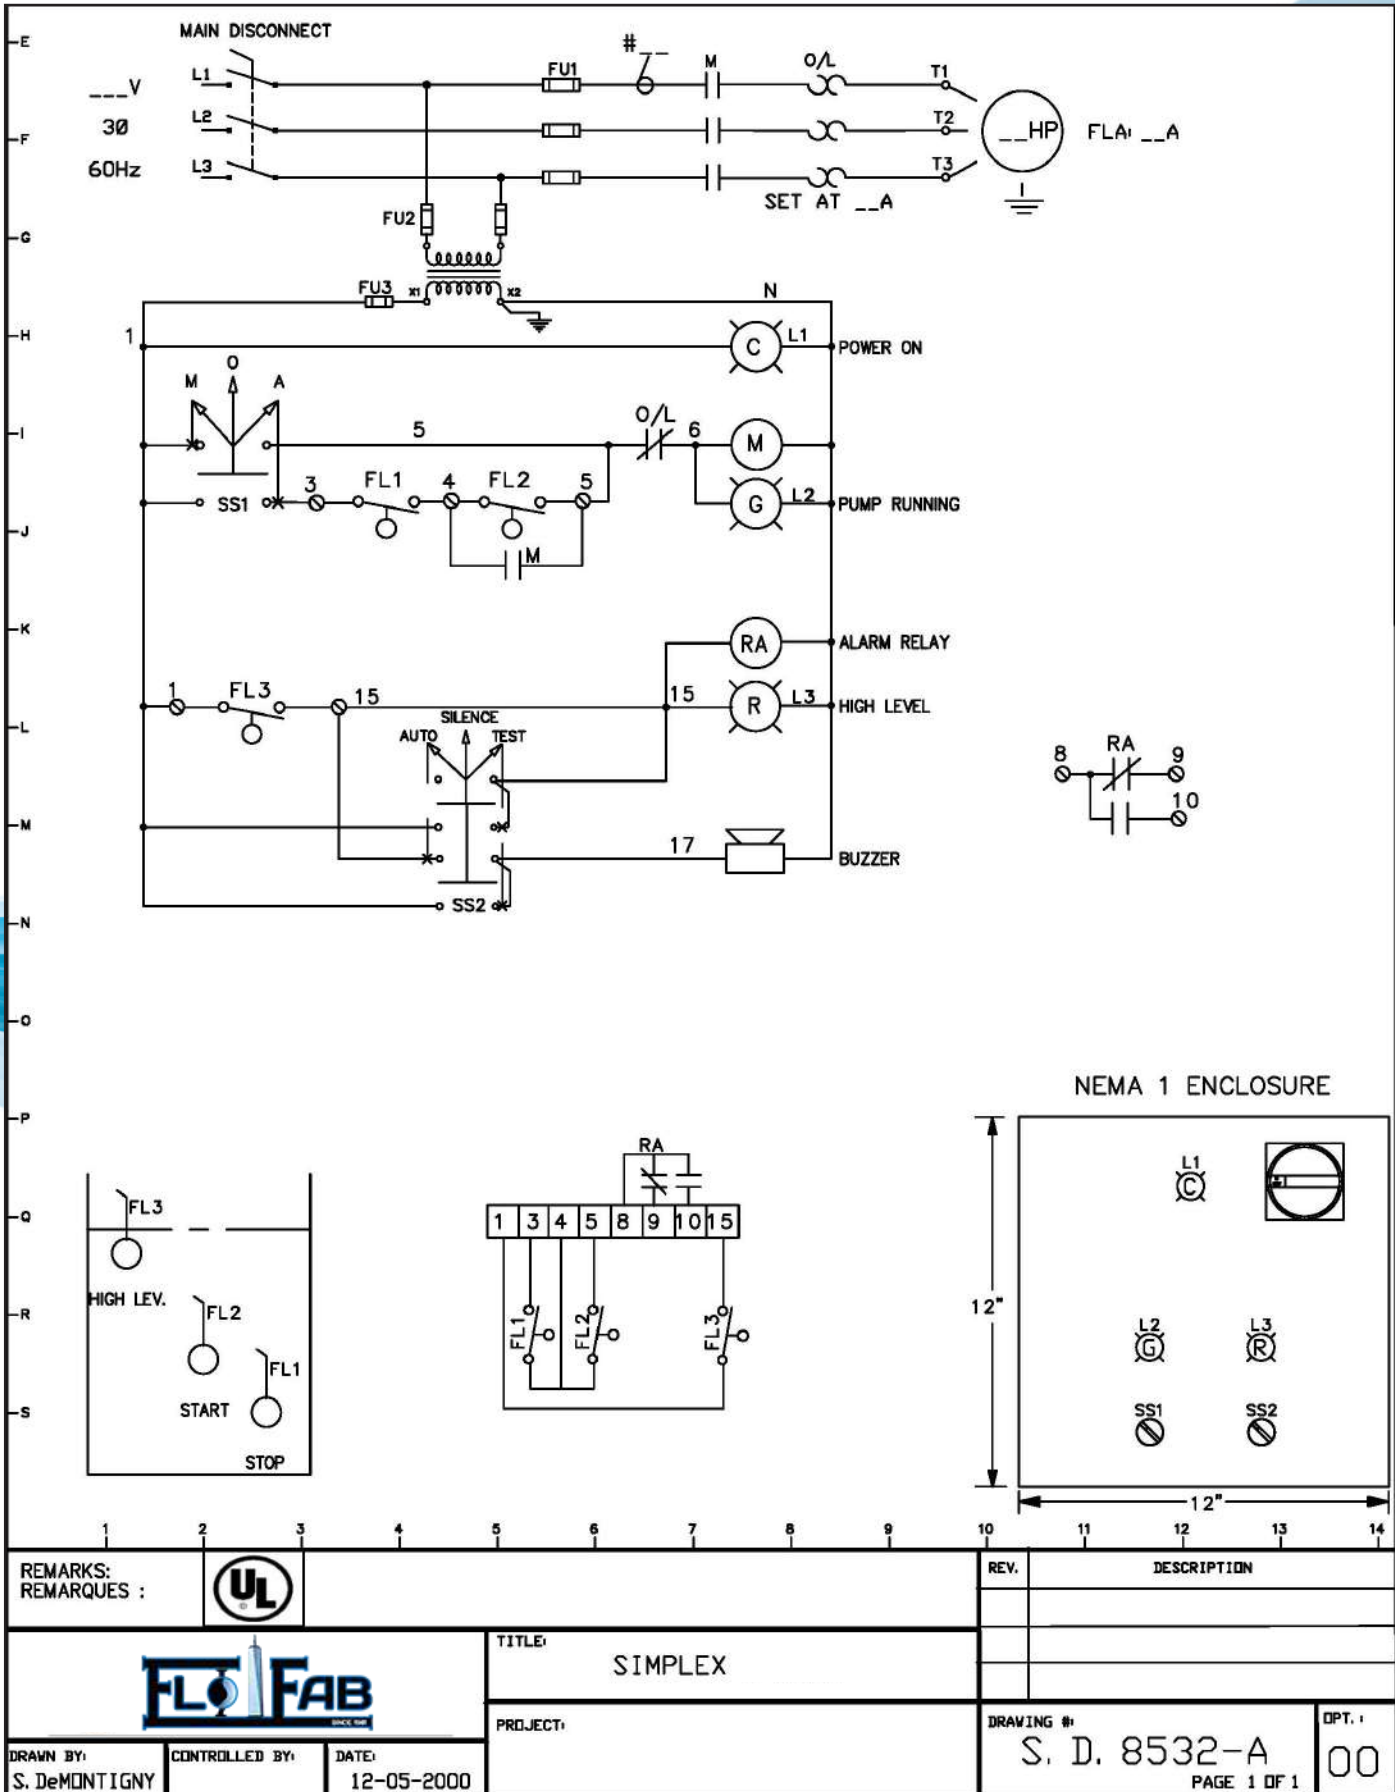 E
MAIN DISCONNECT
#__
___V
L1
FU1
M
O/L
T1
F
30
L2
T2
__HP
FLA: __A
60Hz
L3
T3
SET AT __A
G
FU2
FU3
X1
X2
N
H
1
C
L1
POWER ON
M
O
A
I
5
O/L
6
M
3
FL1
4
FL2
5
SS1
G
L2
PUMP RUNNING
J
M
K
RA
ALARM RELAY
1
FL3
15
15
R
L3
HIGH LEVEL
L
SILENCE
AUTO
TEST
8
RA
9
10
M
17
BUZZER
SS2
N
O
NEMA 1 ENCLOSURE
P
RA
L1
C
Q
FL3
1 3 4 5 8 9 10 15
HIGH LEV.
R
FL2
FL1
FL2
FL3
12"
L2
G
L3
R
FL1
START
S
SS1
SS2
STOP
12"
1 2 3 4 5 6 7 8 9 10 11 12 13 14
REMARKS:
REMARQUES :
UL
©
REV.
DESCRIPTION
TITLE:
SIMPLEX
FLO FAB
PROJECT:
DRAWING #:
S. D. 8532-A
PAGE 1 OF 1
OPT. :
00
DRAWN BY:
S. DeMONTIGNY
CONTROLLED BY:
DATE:
12-05-2000